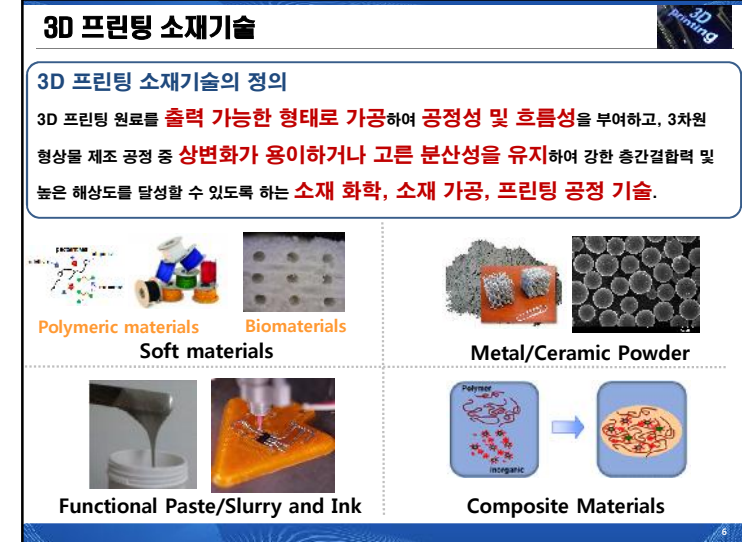 3D 프린팅 소재기술
3D printing
3D 프린팅 소재기술의 정의
3D 프린팅 원료를 출력 가능한 형태로 가공하여 공정성 및 흐름성을 부여하고, 3차원
형상물 제조 공정 중 상변화가 용이하거나 고른 분산성을 유지하여 강한 층간결합력 및
높은 해상도를 달성할 수 있도록 하는 소재 화학, 소재 가공, 프린팅 공정 기술.
Polymeric materials
Biomaterials
Soft materials
Metal/Ceramic Powder
Functional Paste/Slurry and Ink
Polymer
Inorganic
Composite Materials
6